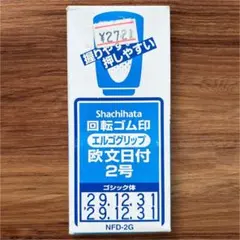 ¥272
握りやすく
押しやすい
Shachihata
回転ゴム印
エルゴグリップ
欧文日付
2号
ゴシック体
29.12.31
'29.12.31
NFD-2G